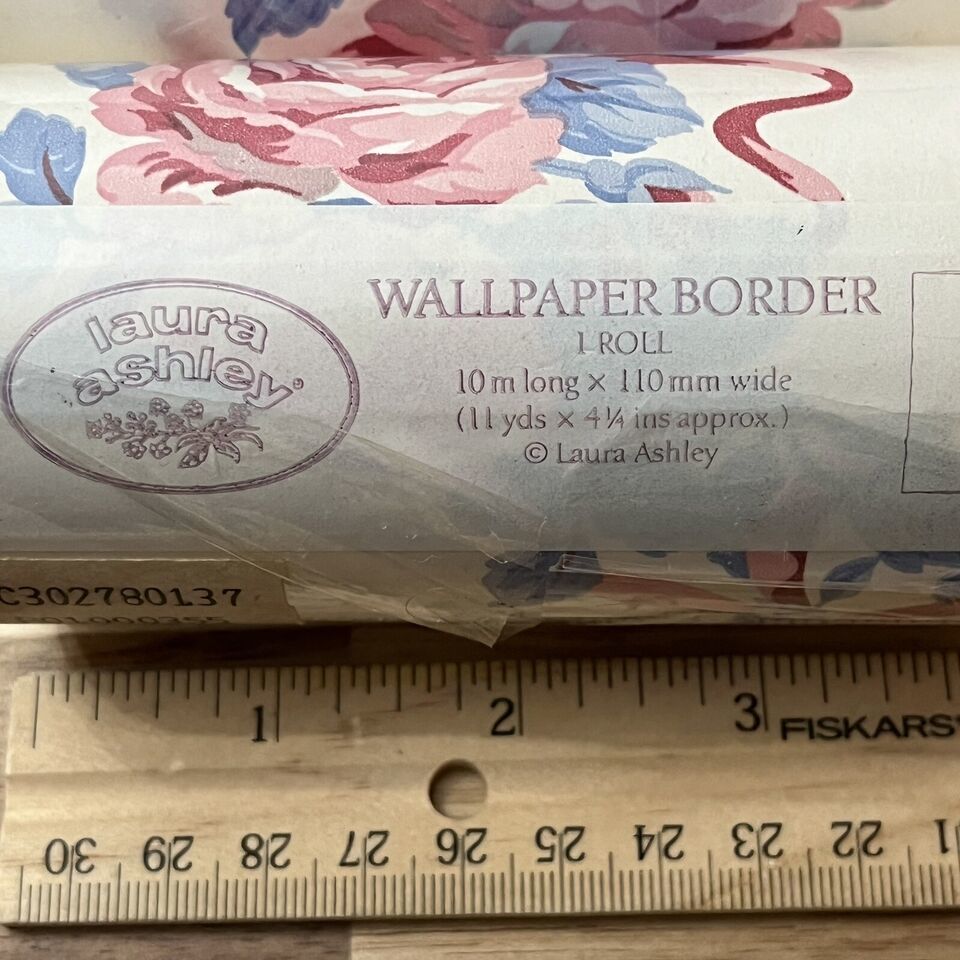 laura
ashley®
WALLPAPER BORDER
1 ROLL
10 m long × 110 mm wide
(11 yds × 4¼ ins approx.)
© Laura Ashley
C302780137
1 2 3 FISKARS
30 29 28 27 26 25 24 23 22